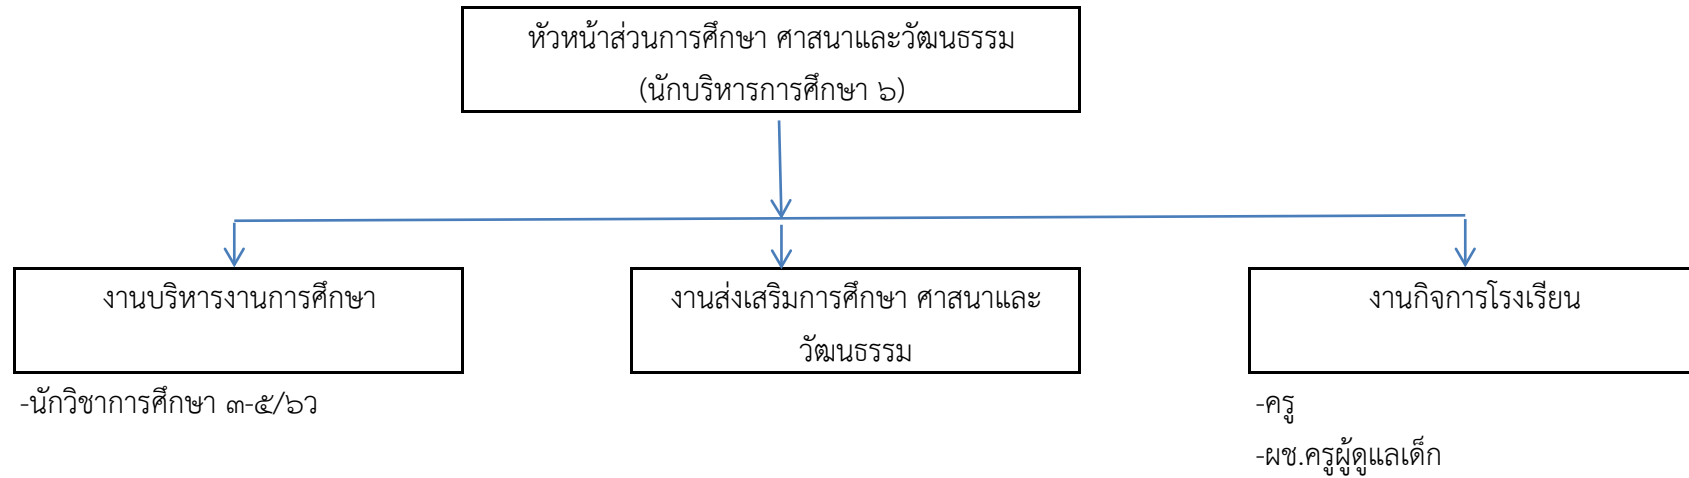 หัวหน้าส่วนการศึกษา ศาสนาและวัฒนธรรม
(นักบริหารการศึกษา ๖)
งานบริหารงานการศึกษา
งานส่งเสริมการศึกษา ศาสนาและ
วัฒนธรรม
งานกิจการโรงเรียน
-นักวิชาการศึกษา ๓-๕/๖ว
-ครู
-ผช.ครูผู้ดูแลเด็ก